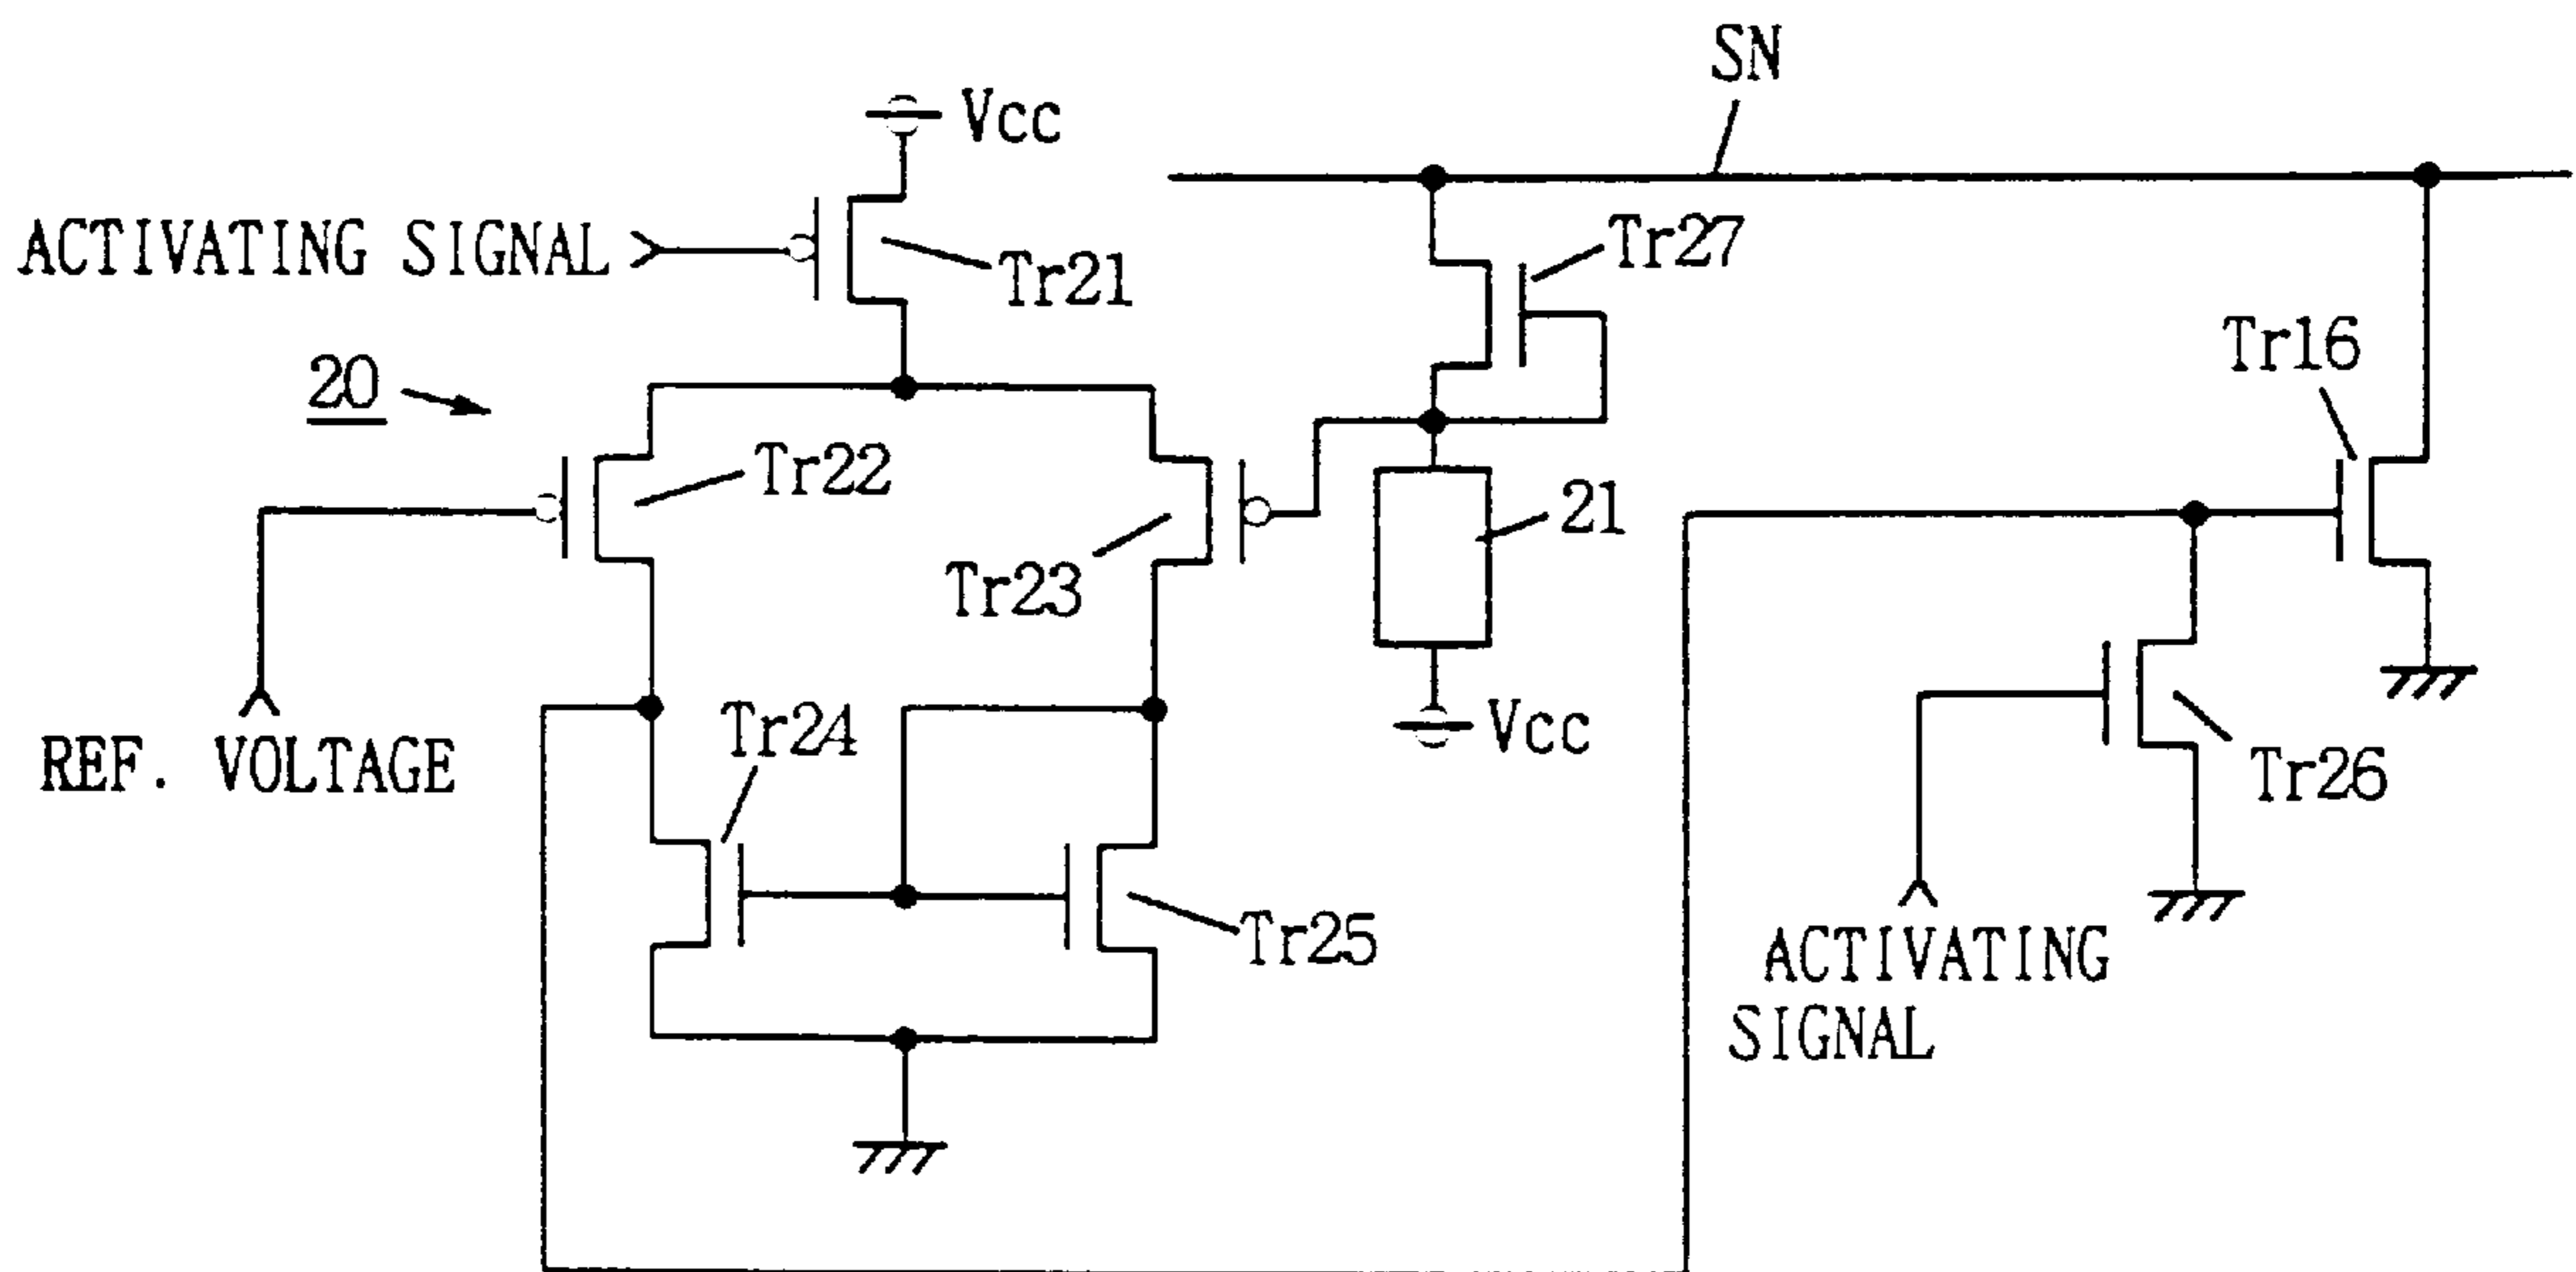 SN
Vcc
ACTIVATING SIGNAL
Tr21
Tr27
Tr16
20
Tr22
21
Tr23
Vcc
REF. VOLTAGE
Tr24
Tr26
Tr25
ACTIVATING
SIGNAL